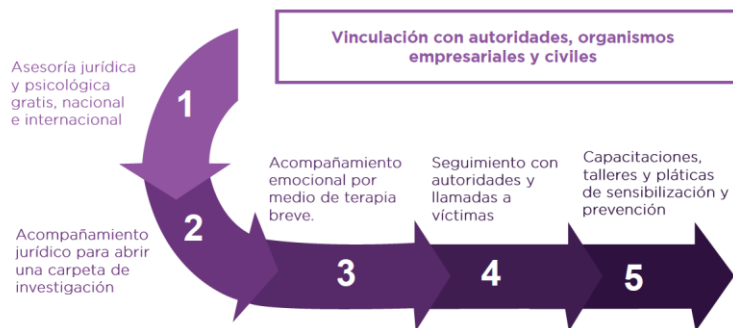 Vinculación con autoridades, organismos
empresariales y civiles
Asesoría jurídica
y psicológica
gratis, nacional
e internacional
1
Acompañamiento
jurídico para abrir
una carpeta de
investigación
2
Acompañamiento
emocional por
medio de terapia
breve.
3
Seguimiento con
autoridades y
llamadas a
víctimas
4
Capacitaciones,
talleres y pláticas
de sensibilización y
prevención
5